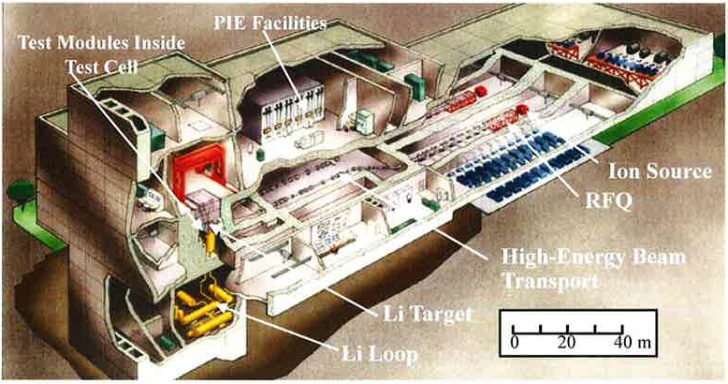 PIE Facilities
Test Modules Inside
Test Cell
Ion Source
RFQ
High-Energy Beam
Transport
Li Target
Li Loop
0 20 40 m